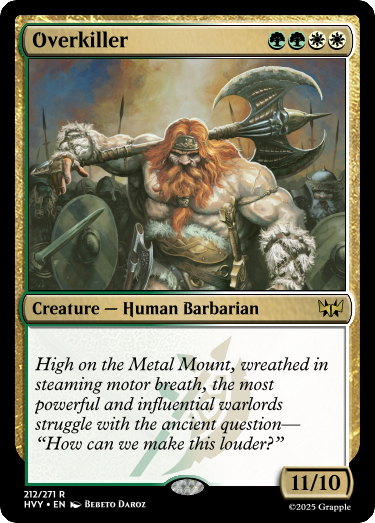 Overkiller
Creature — Human Barbarian
High on the Metal Mount, wreathed in
steaming motor breath, the most
powerful and influential warlords
struggle with the ancient question—
“How can we make this louder?”
11/10
212/271 R
HVY • EN Bebeto Daroz
©2025 Grapple